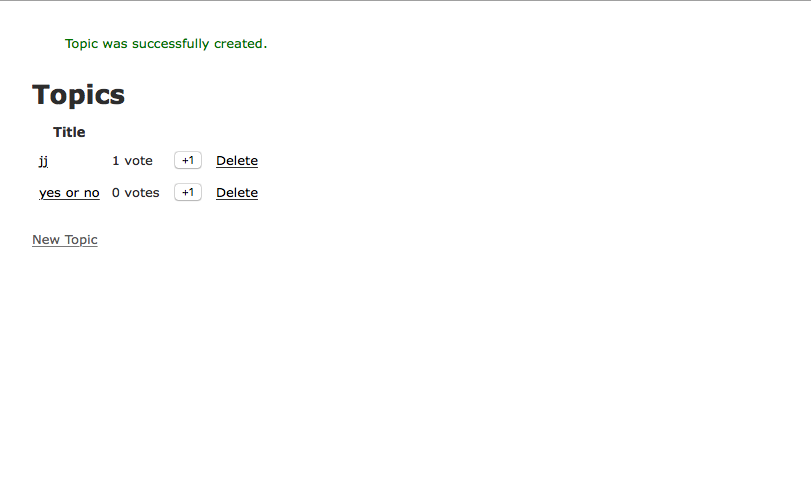 Topic was successfully created.
Topics
Title
jj 1 vote +1 Delete
yes or no 0 votes +1 Delete
New Topic